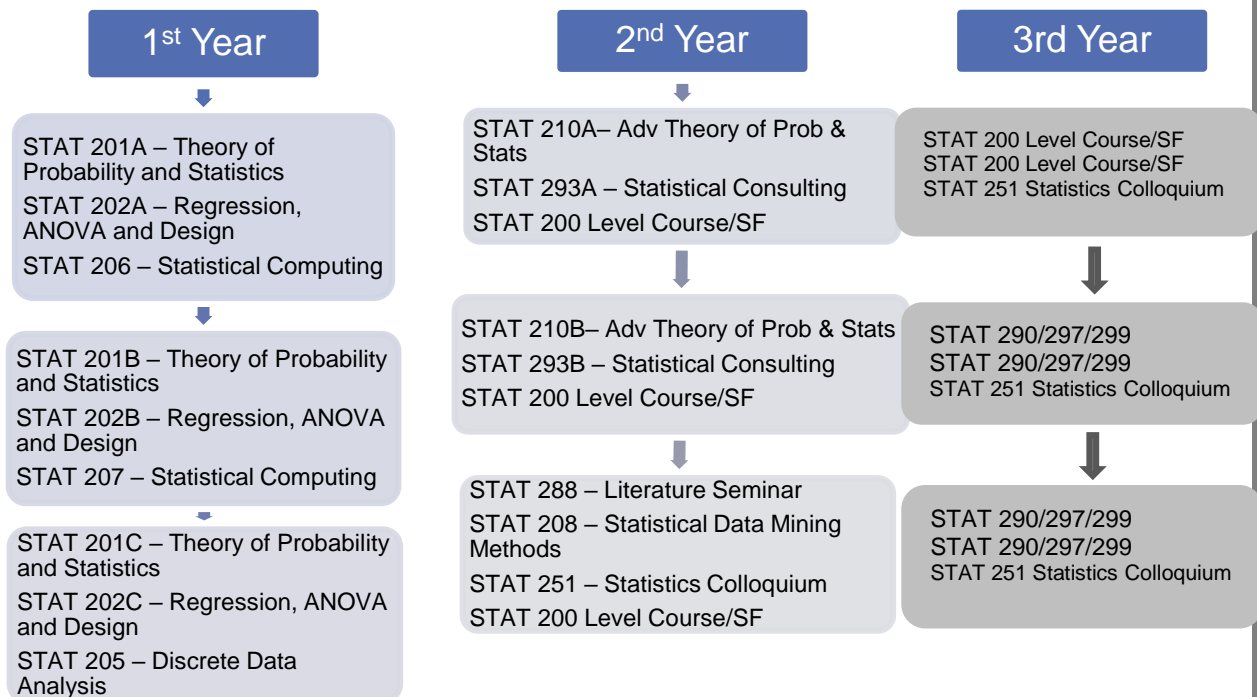 1st Year
STAT 201A – Theory of
Probability and Statistics
STAT 202A – Regression,
ANOVA and Design
STAT 206 – Statistical Computing
STAT 201B – Theory of Probability
and Statistics
STAT 202B – Regression, ANOVA
and Design
STAT 207 – Statistical Computing
STAT 201C – Theory of Probability
and Statistics
STAT 202C – Regression, ANOVA
and Design
STAT 205 – Discrete Data
Analysis
2nd Year
STAT 210A– Adv Theory of Prob &
Stats
STAT 293A – Statistical Consulting
STAT 200 Level Course/SF
STAT 210B– Adv Theory of Prob & Stats
STAT 293B – Statistical Consulting
STAT 200 Level Course/SF
STAT 288 – Literature Seminar
STAT 208 – Statistical Data Mining
Methods
STAT 251 – Statistics Colloquium
STAT 200 Level Course/SF
3rd Year
STAT 200 Level Course/SF
STAT 200 Level Course/SF
STAT 251 Statistics Colloquium
STAT 290/297/299
STAT 290/297/299
STAT 251 Statistics Colloquium
STAT 290/297/299
STAT 290/297/299
STAT 251 Statistics Colloquium